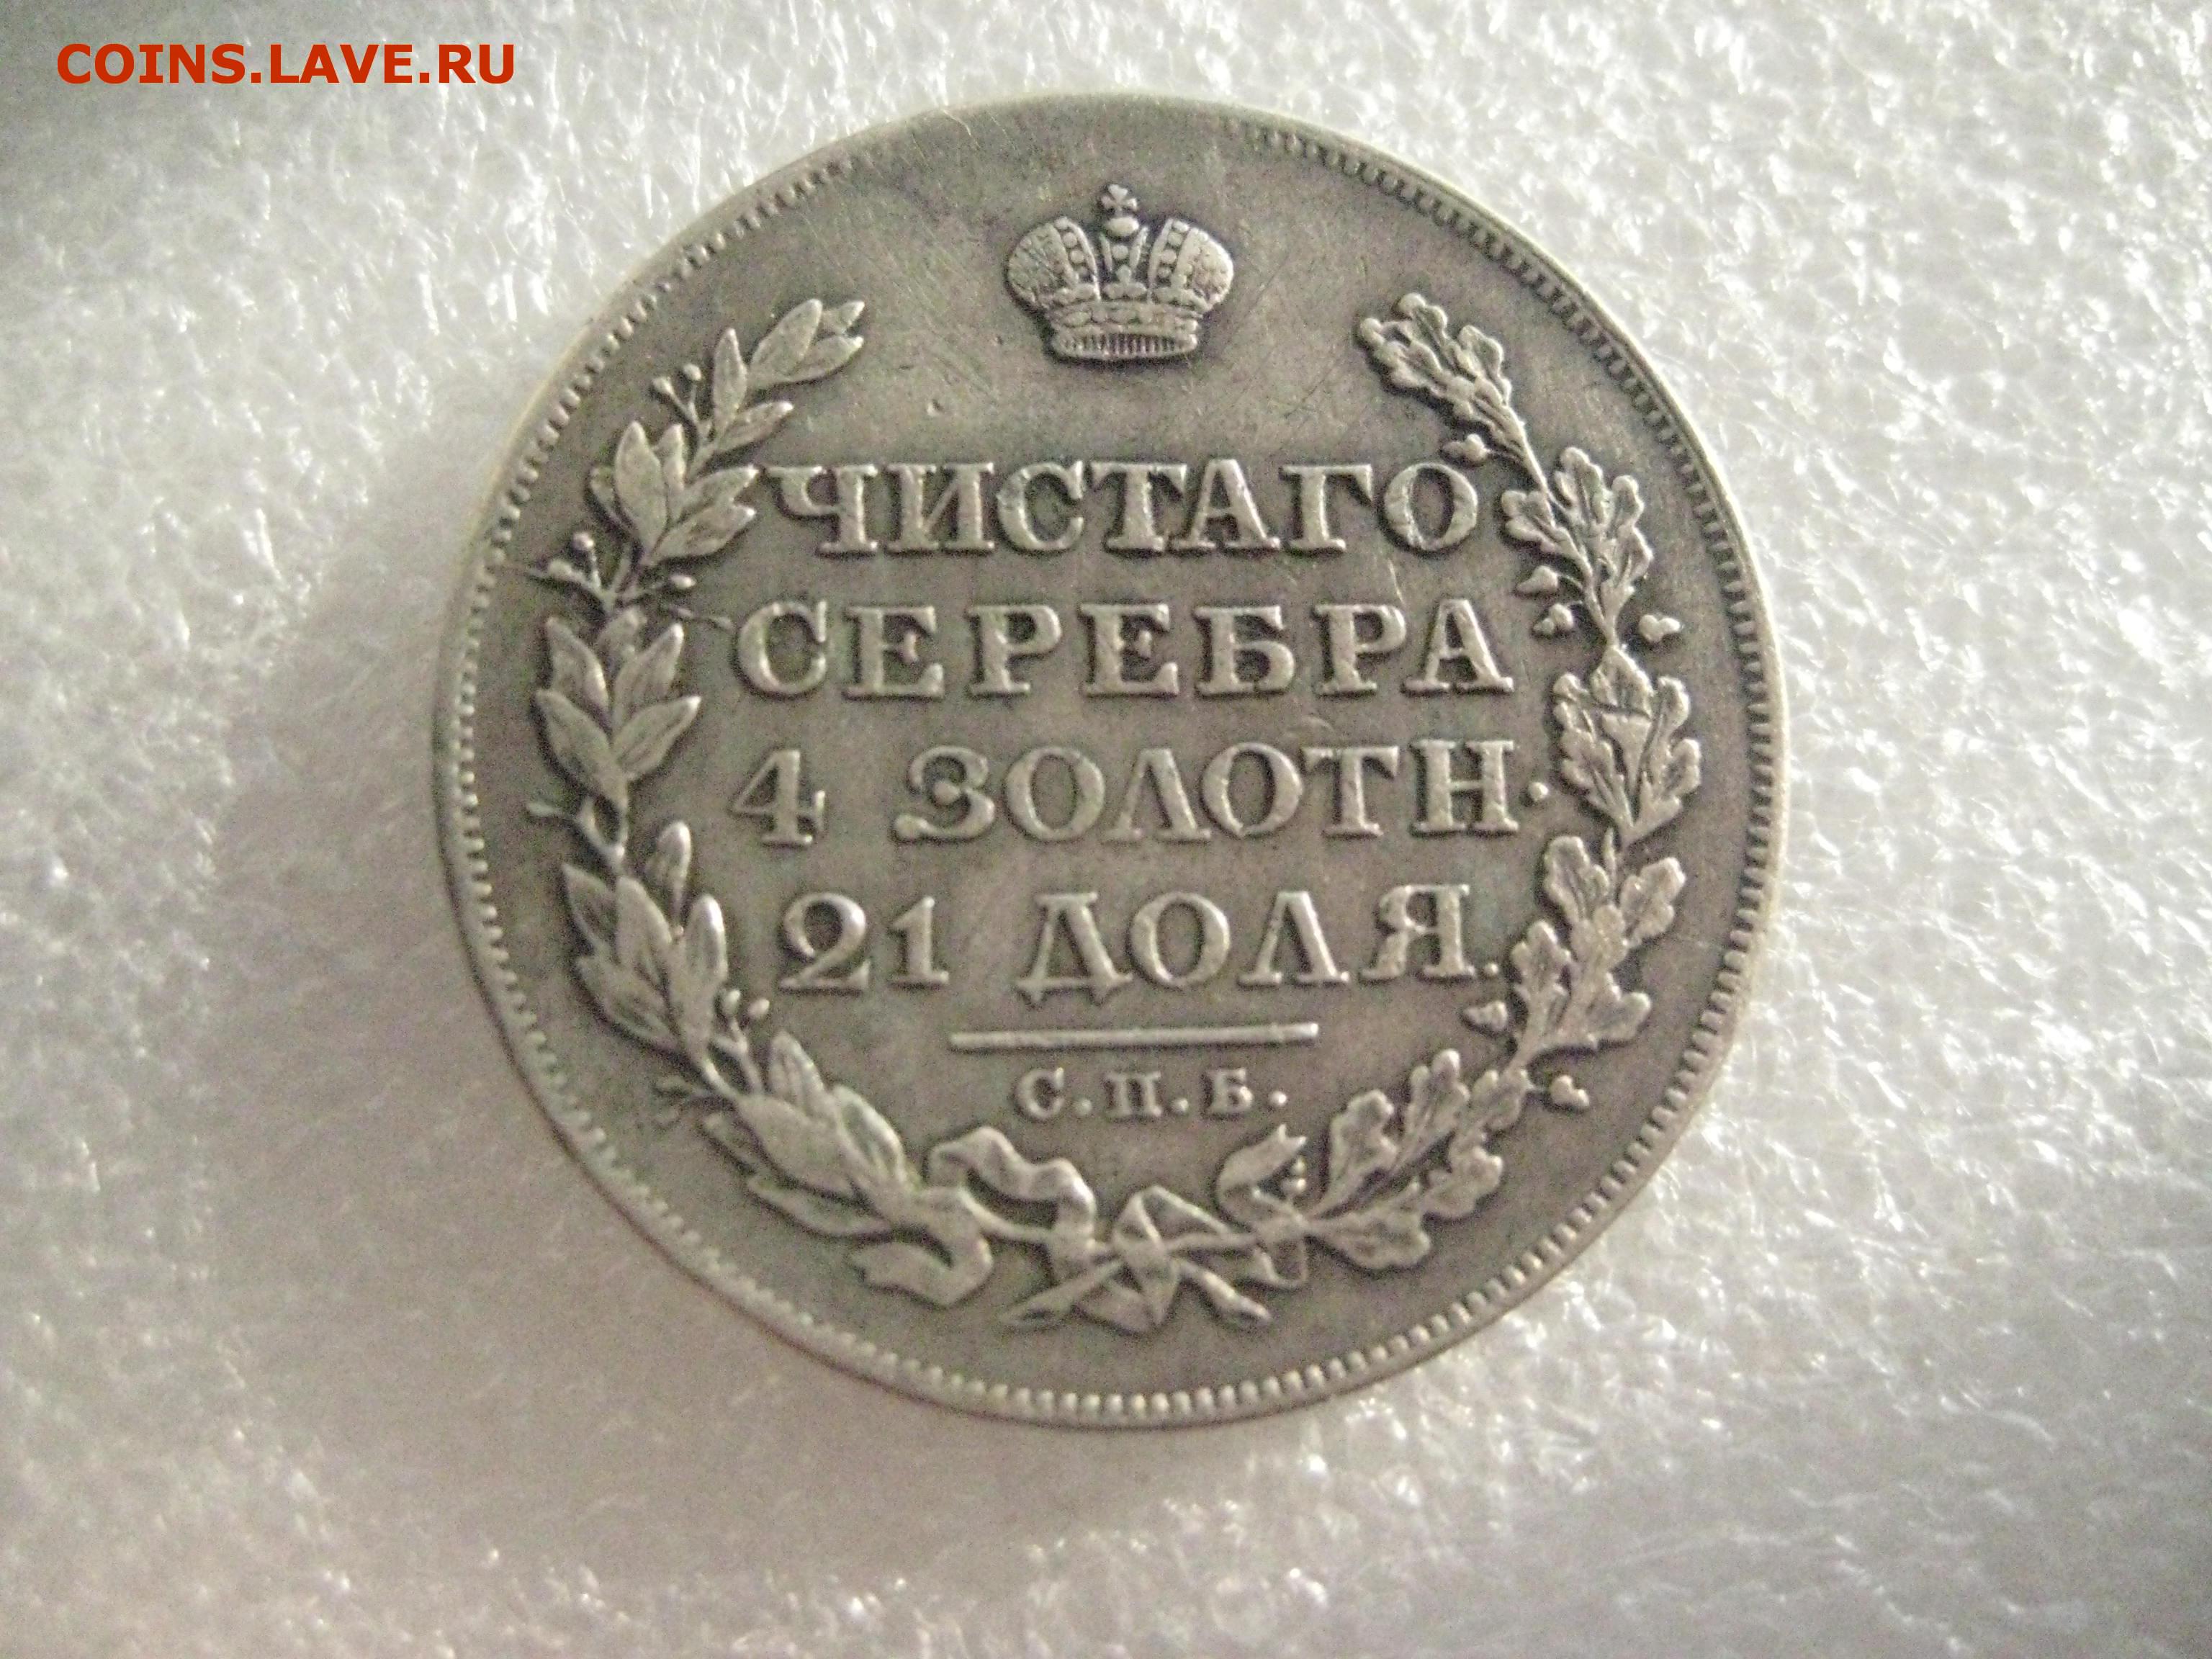 COINS.LAVE.RU
ЧИСТАГО
СЕРЕБРА
4 ЗОЛОТН.
21 ДОЛЯ.
С.П.Б.